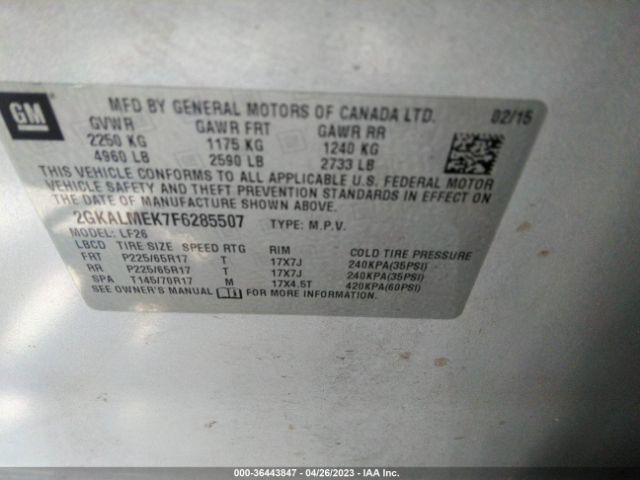 GM
MFD BY GENERAL MOTORS OF CANADA LTD. 02/15
GVWR GAWR FRT GAWR RR
2250 KG 1175 KG 1240 KG
4960 LB 2590 LB 2733 LB
THIS VEHICLE CONFORMS TO ALL APPLICABLE U.S. FEDERAL MOTOR
VEHICLE SAFETY AND THEFT PREVENTION STANDARDS IN EFFECT ON
THE DATE OF MANUFACTURE SHOWN ABOVE.
2GKALMEK7F6285507 TYPE: M.P.V.
MODEL: LF26
LBCD TIRE SIZE SPEED RTG RIM COLD TIRE PRESSURE
FRT P225/65R17 T 17X7J 240KPA(35PSI)
RR P225/65R17 T 17X7J 240KPA(35PSI)
SPA T145/70R17 M 17X4.5T 420KPA(60PSI)
SEE OWNER'S MANUAL FOR MORE INFORMATION.
000-36443847 - 04/26/2023 - IAA Inc.